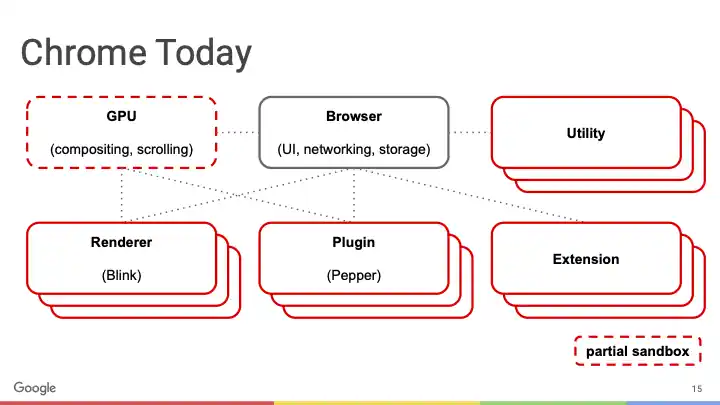 Chrome Today
GPU
(compositing, scrolling)
Browser
(UI, networking, storage)
Utility
Renderer
(Blink)
Plugin
(Pepper)
Extension
partial sandbox
Google
15